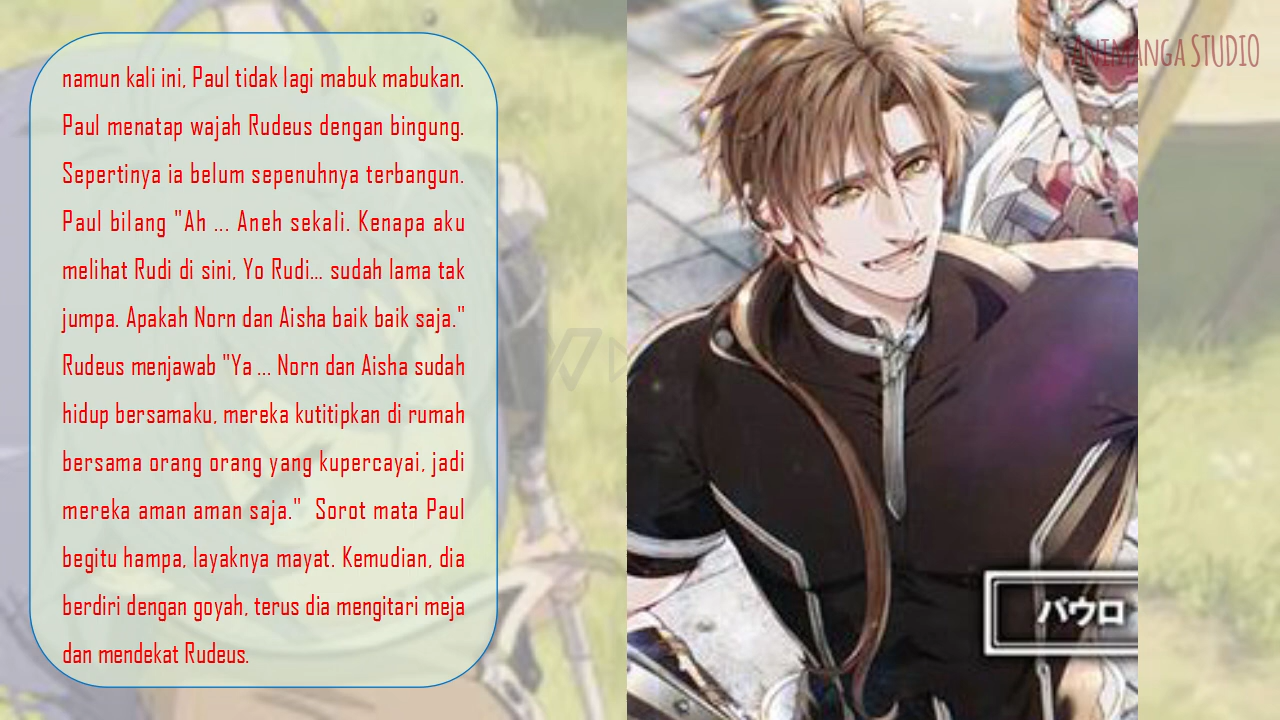 namun kali ini, Paul tidak lagi mabuk mabukan.
Paul menatap wajah Rudeus dengan bingung.
Sepertinya ia belum sepenuhnya terbangun.
Paul bilang "Ah ... Aneh sekali. Kenapa aku
melihat Rudi di sini, Yo Rudi... sudah lama tak
jumpa. Apakah Norn dan Aisha baik baik saja."
Rudeus menjawab "Ya ... Norn dan Aisha sudah
hidup bersamaku, mereka kutitipkan di rumah
bersama orang orang yang kupercayai, jadi
mereka aman aman saja."  Sorot mata Paul
begitu hampa, layaknya mayat. Kemudian, dia
berdiri dengan goyah, terus dia mengitari meja
dan mendekat Rudeus.
ANIMANGA STUDIO
パウロ